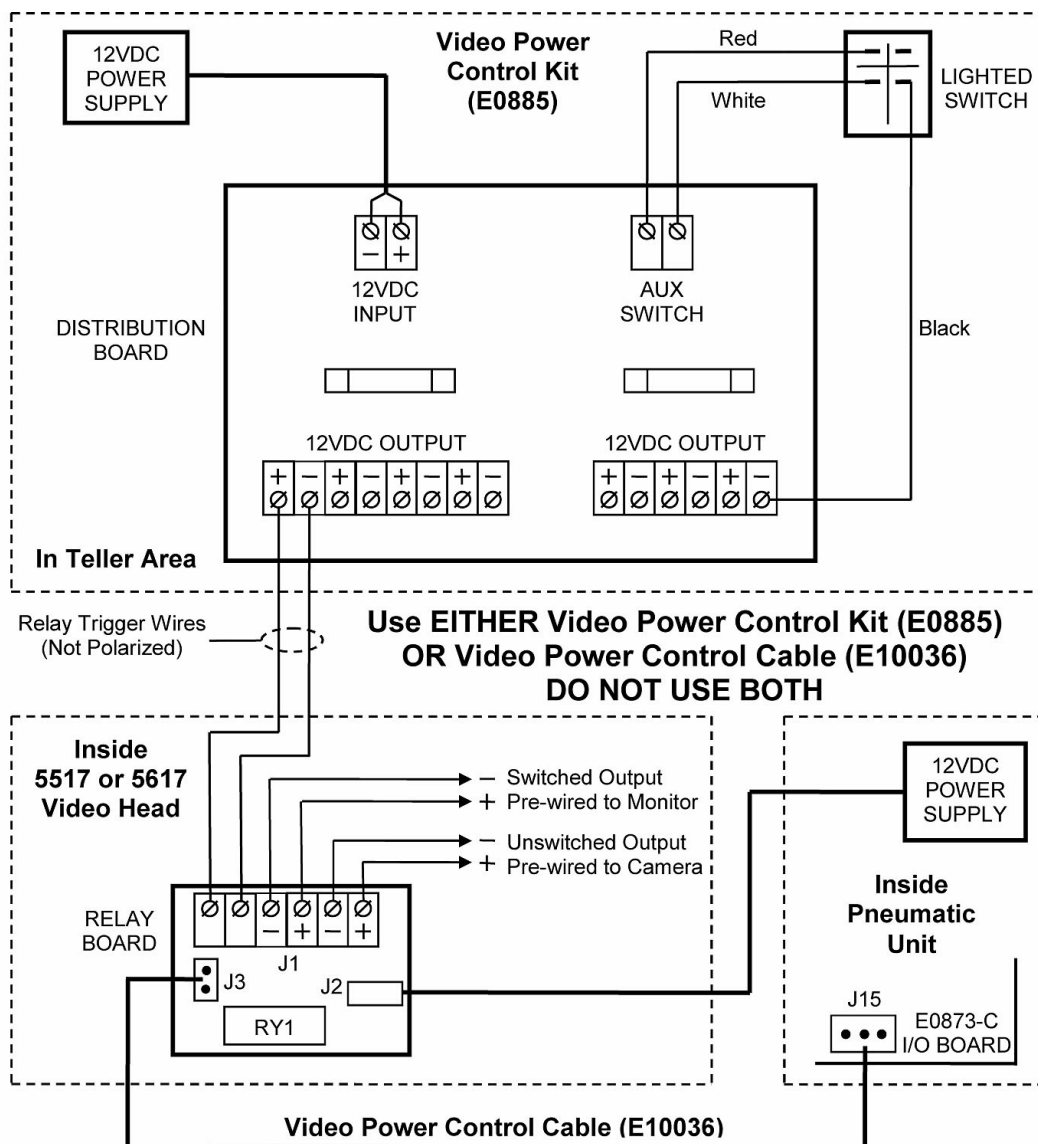 12VDC
POWER
SUPPLY
Video Power
Control Kit
(E0885)
Red
White
LIGHTED
SWITCH
− +
12VDC
INPUT
AUX
SWITCH
DISTRIBUTION
BOARD
Black
12VDC OUTPUT
+ − + − + − + −
12VDC OUTPUT
+ − + − + −
In Teller Area
Relay Trigger Wires
(Not Polarized)
Use EITHER Video Power Control Kit (E0885)
OR Video Power Control Cable (E10036)
DO NOT USE BOTH
Inside
5517 or 5617
Video Head
− Switched Output
+ Pre-wired to Monitor
− Unswitched Output
+ Pre-wired to Camera
12VDC
POWER
SUPPLY
Inside
Pneumatic
Unit
RELAY
BOARD
− + − +
J1
J3
J2
RY1
J15
E0873-C
I/O BOARD
Video Power Control Cable (E10036)